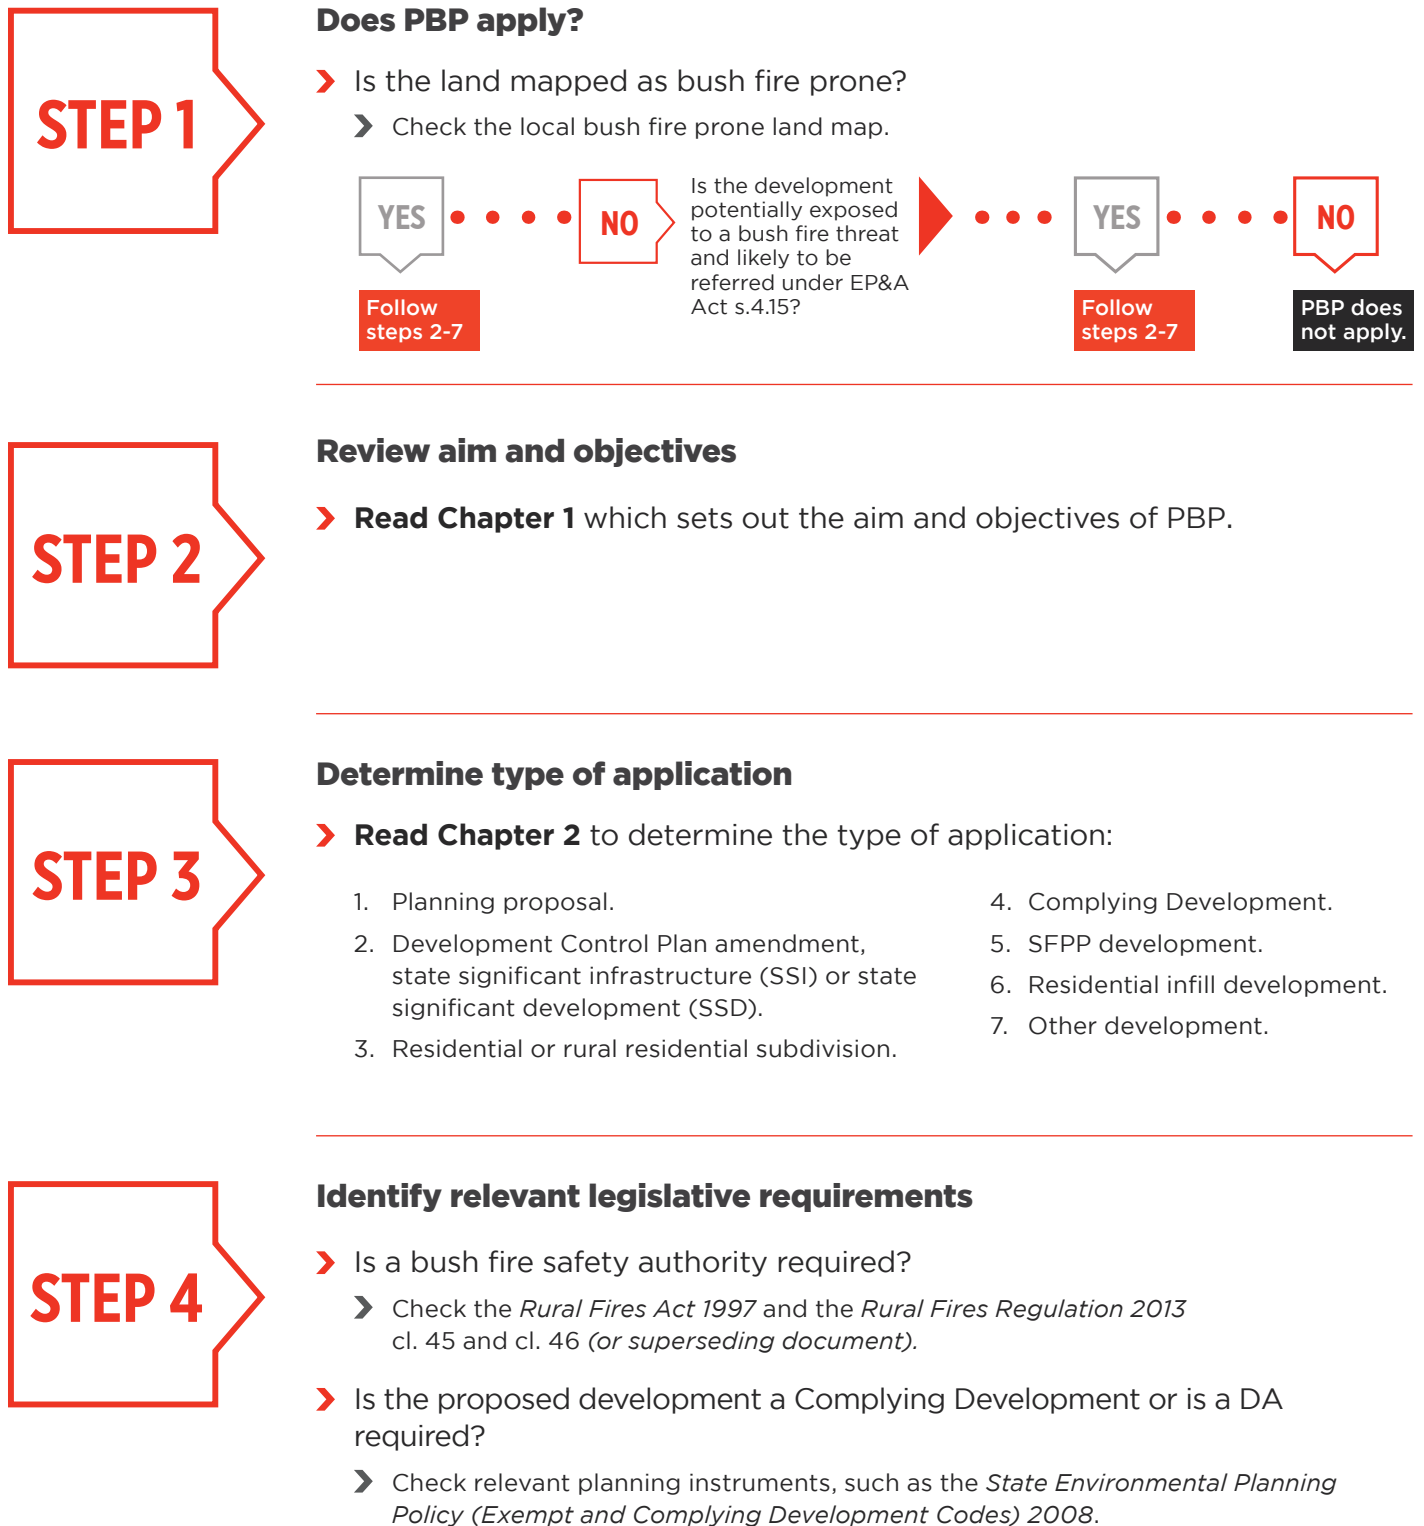 STEP 1
Does PBP apply?
Is the land mapped as bush fire prone?
Check the local bush fire prone land map.
YES
Follow
steps 2-7
NO
Is the development
potentially exposed
to a bush fire threat
and likely to be
referred under EP&A
Act s.4.15?
YES
Follow
steps 2-7
NO
PBP does
not apply.
STEP 2
Review aim and objectives
Read Chapter 1 which sets out the aim and objectives of PBP.
STEP 3
Determine type of application
Read Chapter 2 to determine the type of application:
1. Planning proposal.
2. Development Control Plan amendment,
state significant infrastructure (SSI) or state
significant development (SSD).
3. Residential or rural residential subdivision.
4. Complying Development.
5. SFPP development.
6. Residential infill development.
7. Other development.
STEP 4
Identify relevant legislative requirements
Is a bush fire safety authority required?
Check the Rural Fires Act 1997 and the Rural Fires Regulation 2013
cl. 45 and cl. 46 (or superseding document).
Is the proposed development a Complying Development or is a DA
required?
Check relevant planning instruments, such as the State Environmental Planning
Policy (Exempt and Complying Development Codes) 2008.